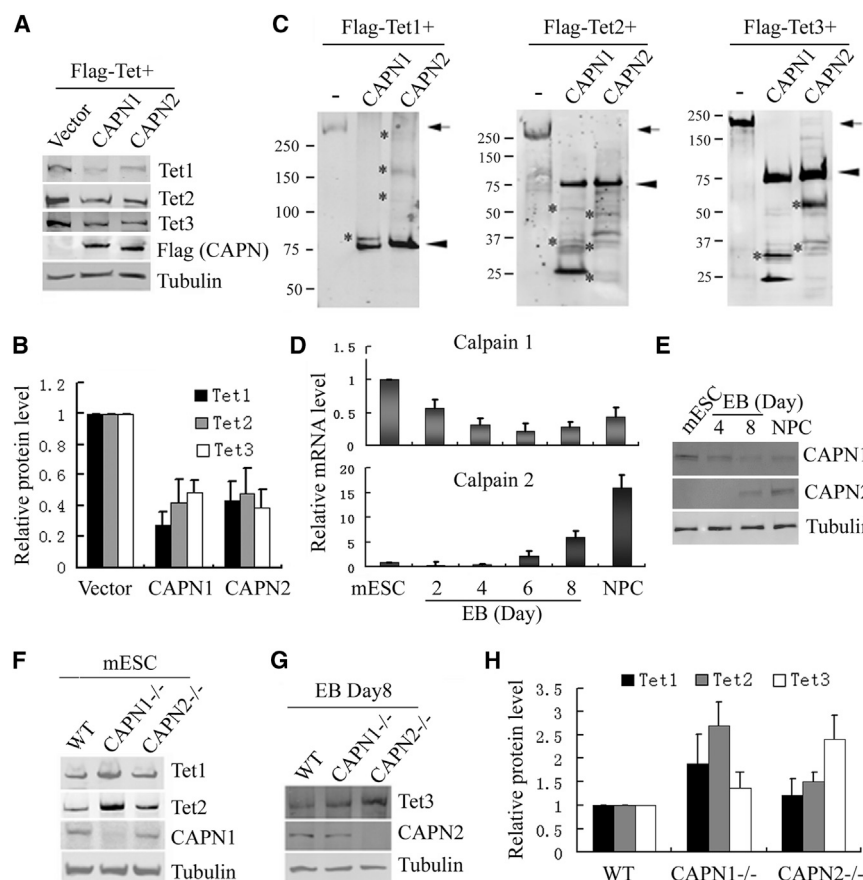 A
Flag-Tet+
Vector
CAPN1
CAPN2
Tet1
Tet2
Tet3
Flag (CAPN)
Tubulin
C
Flag-Tet1+
-
CAPN1
CAPN2
250
150
100
75
50
*
*
*
*
*
Flag-Tet2+
-
CAPN1
CAPN2
250
150
75
50
37
25
*
*
*
*
*
Flag-Tet3+
-
CAPN1
CAPN2
250
150
75
50
37
25
*
*
*
B
Relative protein level
1.2
1
0.8
0.6
0.4
0.2
0
Tet1
Tet2
Tet3
Vector
CAPN1
CAPN2
D
Relative mRNA level
Calpain 1
1.5
1
0.5
0
Calpain 2
20
15
10
5
0
mESC
2
4
6
8
NPC
EB (Day)
E
mESC
EB (Day)
4
8
NPC
CAPN1
CAPN2
Tubulin
F
mESC
WT
CAPN1-/-
CAPN2-/-
Tet1
Tet2
CAPN1
Tubulin
G
EB Day8
WT
CAPN1-/-
CAPN2-/-
Tet3
CAPN2
Tubulin
H
Relative protein level
3.5
3
2.5
2
1.5
1
0.5
0
Tet1
Tet2
Tet3
WT
CAPN1-/-
CAPN2-/-